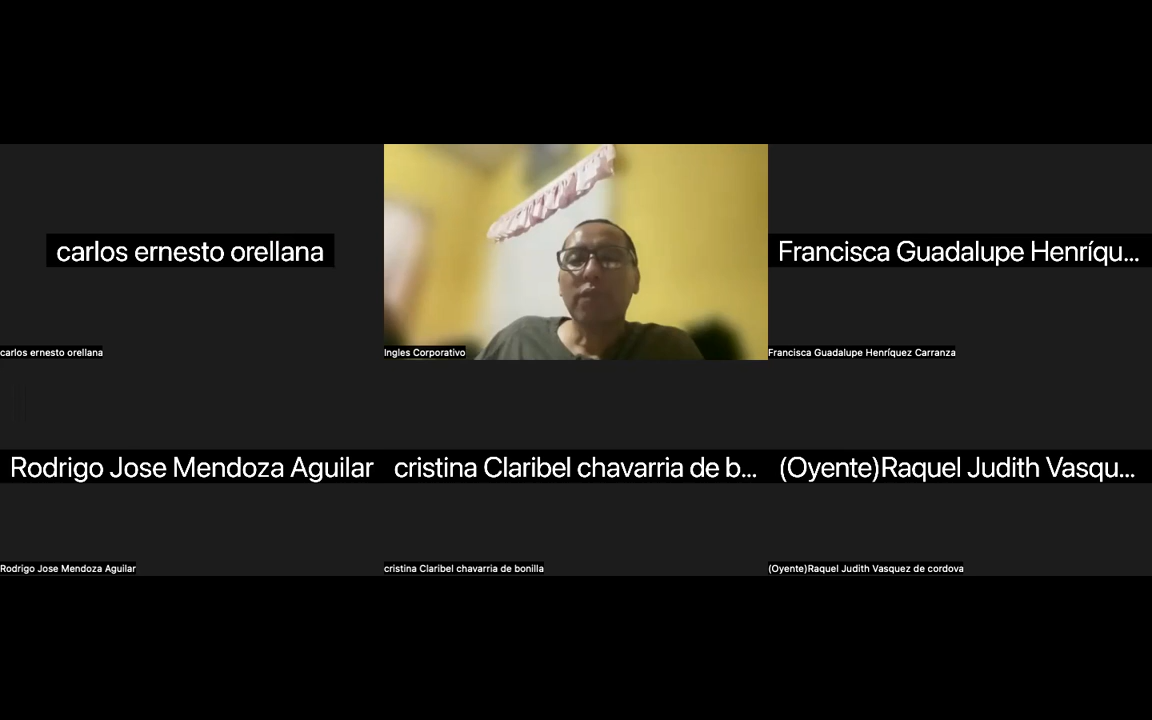 carlos ernesto orellana
Francisca Guadalupe Henríqu...
carlos ernesto orellana
Ingles Corporativo
Francisca Guadalupe Henríquez Carranza
Rodrigo Jose Mendoza Aguilar
cristina Claribel chavarria de b...
(Oyente)Raquel Judith Vasqu...
Rodrigo Jose Mendoza Aguilar
cristina Claribel chavarria de bonilla
(Oyente)Raquel Judith Vasquez de cordova